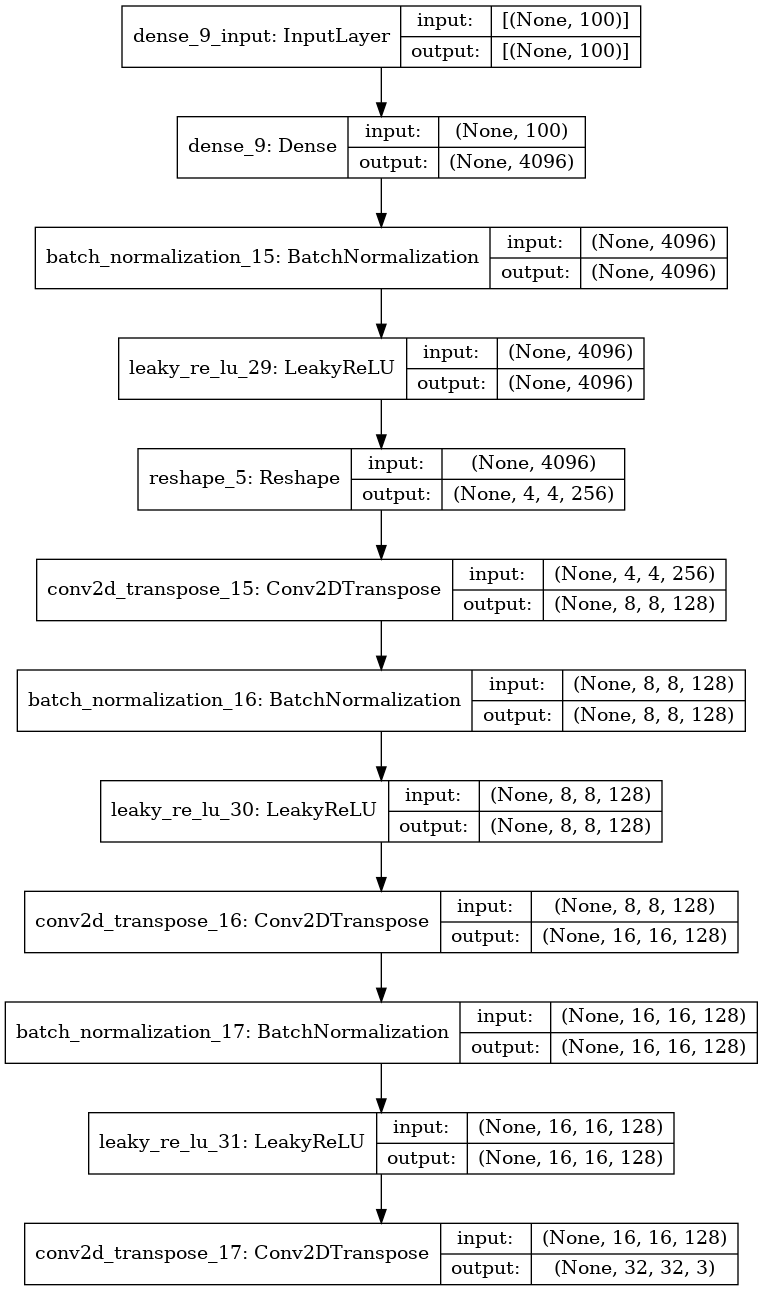 dense_9_input: InputLayer input: [(None, 100)]
output: [(None, 100)]
dense_9: Dense input: (None, 100)
output: (None, 4096)
batch_normalization_15: BatchNormalization input: (None, 4096)
output: (None, 4096)
leaky_re_lu_29: LeakyReLU input: (None, 4096)
output: (None, 4096)
reshape_5: Reshape input: (None, 4096)
output: (None, 4, 4, 256)
conv2d_transpose_15: Conv2DTranspose input: (None, 4, 4, 256)
output: (None, 8, 8, 128)
batch_normalization_16: BatchNormalization input: (None, 8, 8, 128)
output: (None, 8, 8, 128)
leaky_re_lu_30: LeakyReLU input: (None, 8, 8, 128)
output: (None, 8, 8, 128)
conv2d_transpose_16: Conv2DTranspose input: (None, 8, 8, 128)
output: (None, 16, 16, 128)
batch_normalization_17: BatchNormalization input: (None, 16, 16, 128)
output: (None, 16, 16, 128)
leaky_re_lu_31: LeakyReLU input: (None, 16, 16, 128)
output: (None, 16, 16, 128)
conv2d_transpose_17: Conv2DTranspose input: (None, 16, 16, 128)
output: (None, 32, 32, 3)